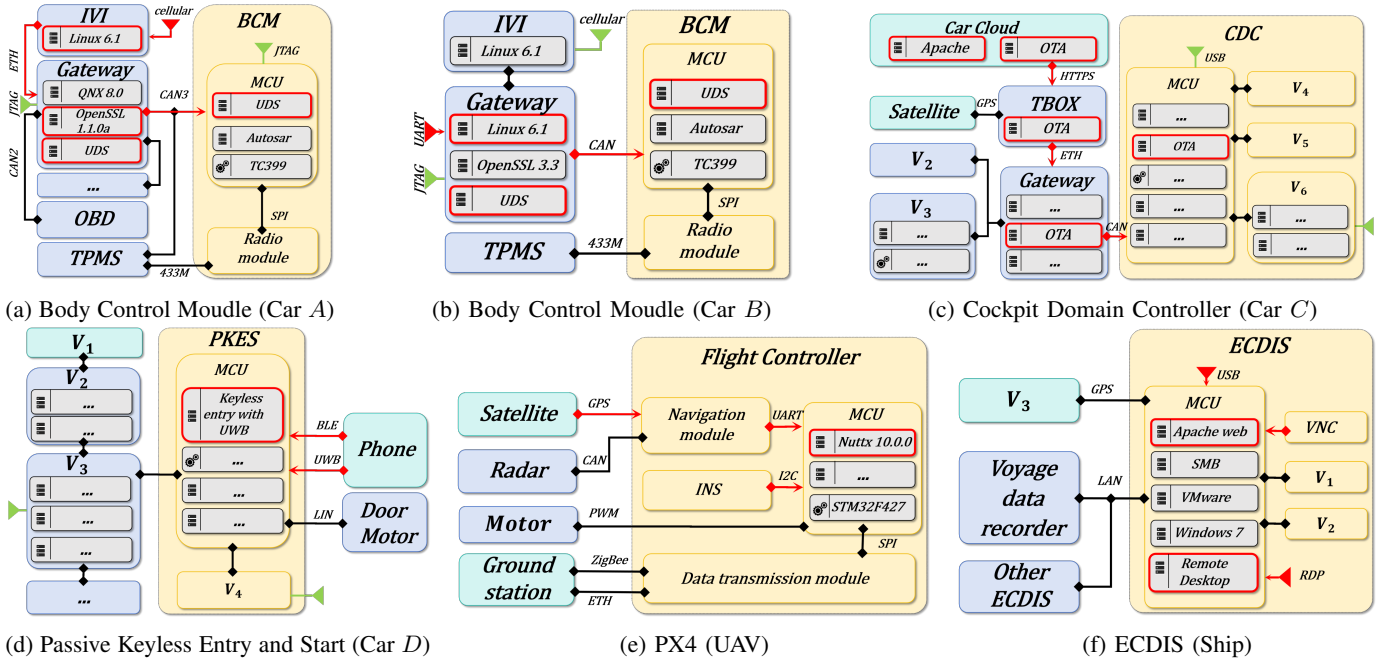 IVI
cellular
Linux 6.1
ETH
Gateway
QNX 8.0
JTAG
OpenSSL
1.1.0a
UDS
CAN2
CAN3
...
OBD
TPMS
433M
BCM
JTAG
MCU
UDS
Autosar
TC399
SPI
Radio
module
(a) Body Control Moudle (Car A)
IVI
cellular
Linux 6.1
Gateway
Linux 6.1
UART
OpenSSL 3.3
JTAG
UDS
CAN
TPMS
433M
BCM
MCU
UDS
Autosar
TC399
SPI
Radio
module
(b) Body Control Moudle (Car B)
Car Cloud
Apache
OTA
HTTPS
Satellite
GPS
TBOX
OTA
ETH
V2
V3
...
...
Gateway
...
OTA
...
CAN
CDC
USB
MCU
...
OTA
...
...
V4
V5
V6
...
...
(c) Cockpit Domain Controller (Car C)
V1
V2
...
...
V3
...
...
...
...
PKES
MCU
Keyless
entry with
UWB
...
...
...
V4
BLE
UWB
Phone
LIN
Door
Motor
(d) Passive Keyless Entry and Start (Car D)
Flight Controller
Satellite
GPS
Navigation
module
UART
MCU
Nuttx 10.0.0
...
STM32F427
Radar
CAN
INS
I2C
Motor
PWM
SPI
Ground
station
ZigBee
ETH
Data transmission module
(e) PX4 (UAV)
ECDIS
V3
GPS
USB
MCU
Apache web
SMB
VMware
Windows 7
Remote
Desktop
VNC
V1
V2
RDP
Voyage
data
recorder
LAN
Other
ECDIS
(f) ECDIS (Ship)